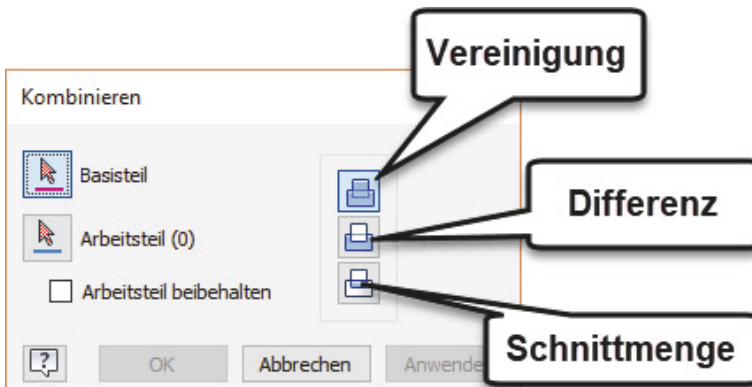 Vereinigung
Kombinieren
Basisteil
Differenz
Arbeitsteil (0)
Arbeitsteil beibehalten
Schnittmenge
?
OK
Abbrechen